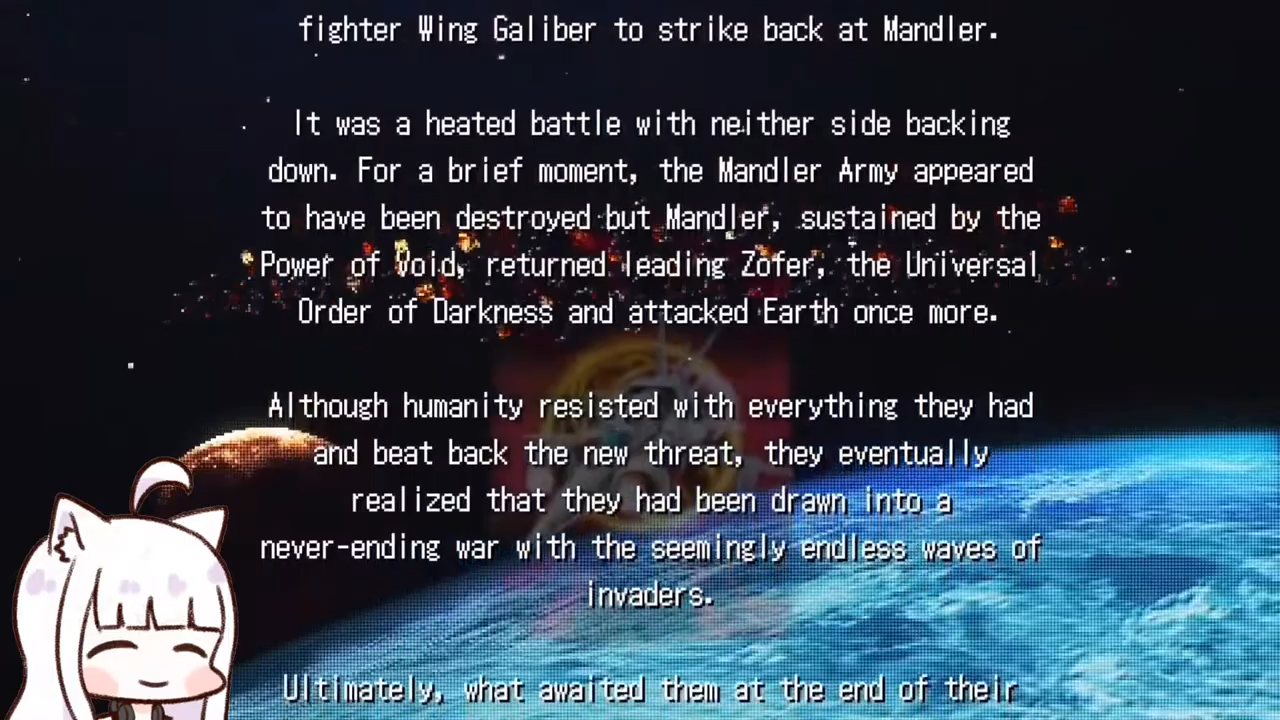 fighter Wing Galiber to strike back at Mandler.
It was a heated battle with neither side backing
down. For a brief moment, the Mandler Army appeared
to have been destroyed but Mandler, sustained by the
Power of Void, returned leading Zofer, the Universal
Order of Darkness and attacked Earth once more.
Although humanity resisted with everything they had
and beat back the new threat, they eventually
realized that they had been drawn into a
never-ending war with the seemingly endless waves of
invaders.
Ultimately, what awaited them at the end of their